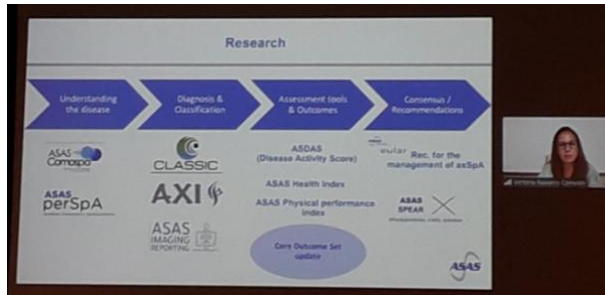 Research
Understanding
the disease
Diagnosis &
Classification
Assessment tools
& Outcomes
Consensus /
Recommendations
ASAS
Comospa
ASAS
perSpA
CLASSIC
AXI
ASAS
IMAGING
REPORTING
ASDAS
(Disease Activity Score)
ASAS Health Index
ASAS Physical performance
index
Core Outcome Set
update
eular
Rec. for the
management of axSpA
ASAS
SPEAR
ASAS
Victoria Navarro